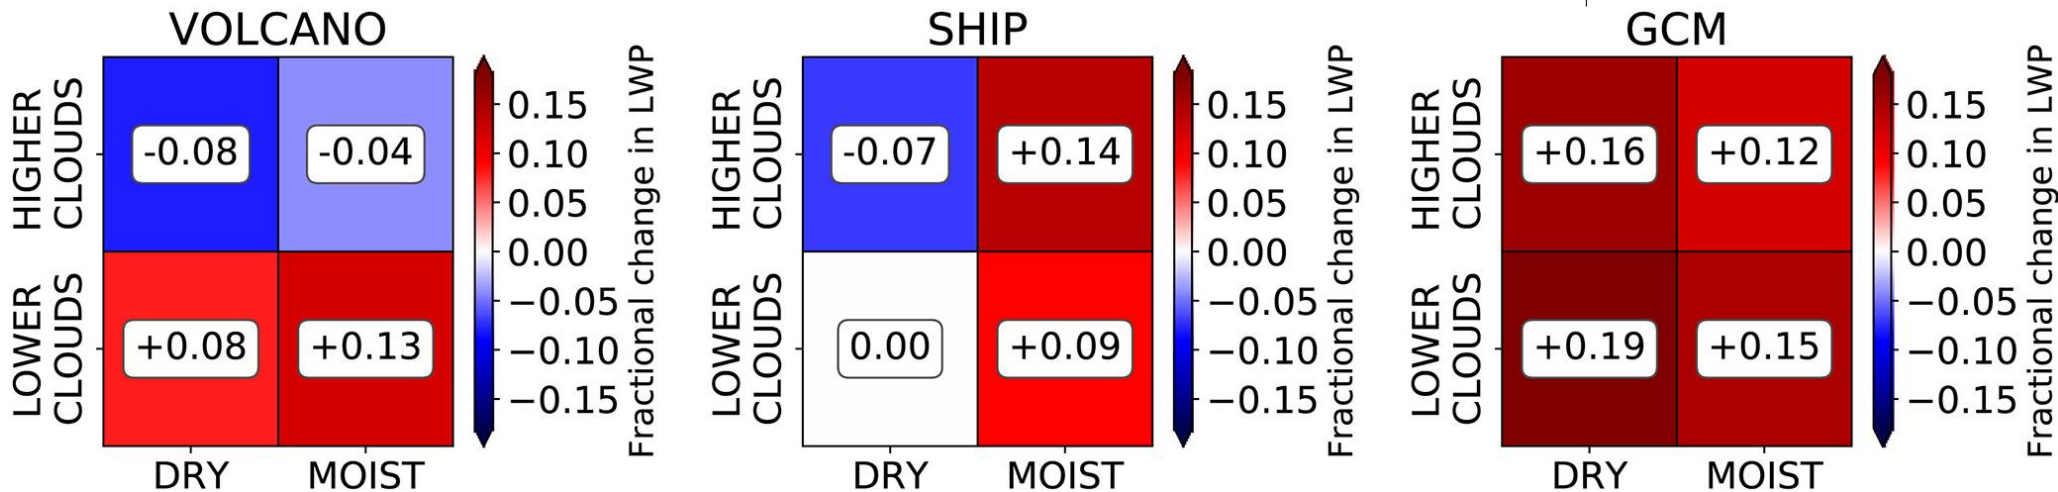 VOLCANO
HIGHER
CLOUDS
-0.08
-0.04
LOWER
CLOUDS
+0.08
+0.13
DRY
MOIST
0.15
0.10
0.05
0.00
−0.05
−0.10
−0.15
Fractional change in LWP
SHIP
HIGHER
CLOUDS
-0.07
+0.14
LOWER
CLOUDS
0.00
+0.09
DRY
MOIST
0.15
0.10
0.05
0.00
−0.05
−0.10
−0.15
Fractional change in LWP
GCM
HIGHER
CLOUDS
+0.16
+0.12
LOWER
CLOUDS
+0.19
+0.15
DRY
MOIST
0.15
0.10
0.05
0.00
−0.05
−0.10
−0.15
Fractional change in LWP